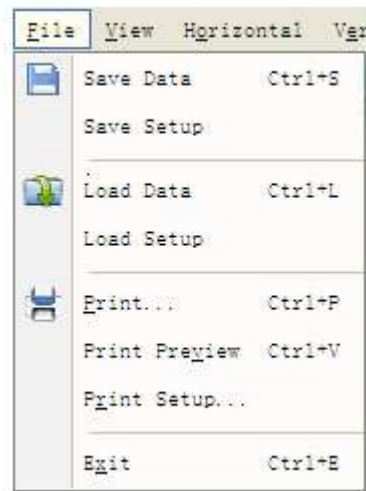 File View Horizontal Ver
Save Data Ctrl+S
Save Setup
Load Data Ctrl+L
Load Setup
Print... Ctrl+P
Print Preview Ctrl+V
Print Setup...
Exit Ctrl+E